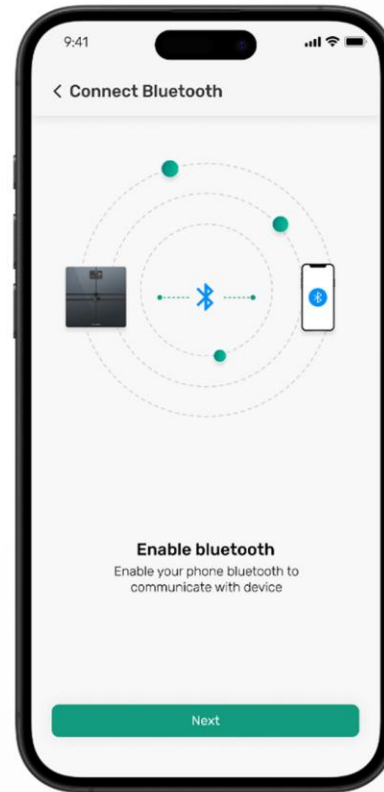 9:41
Connect Bluetooth
Enable bluetooth
Enable your phone bluetooth to
communicate with device
Next